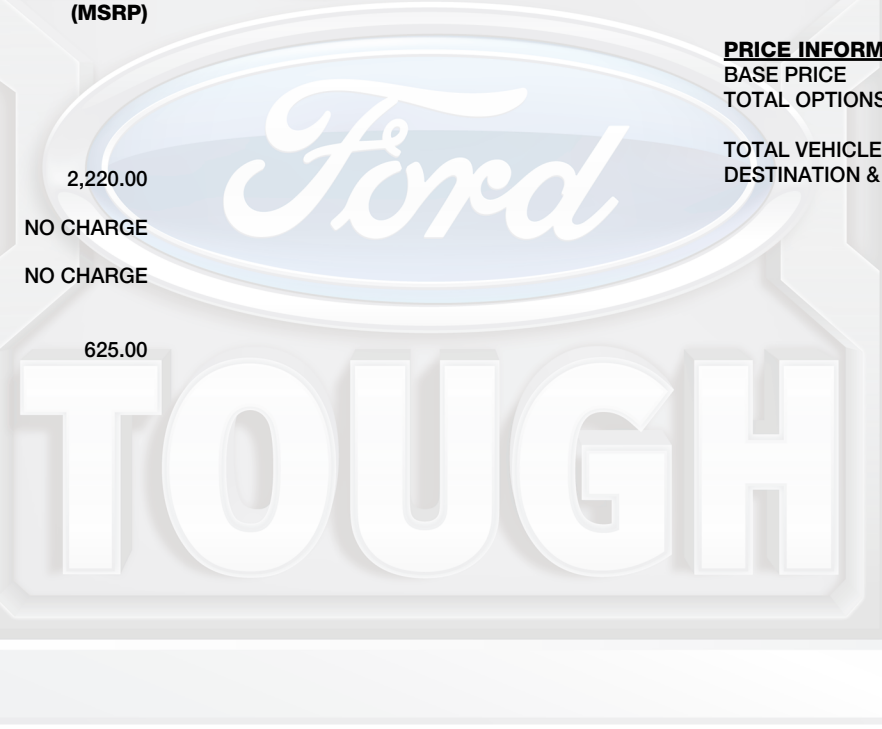 (MSRP)
2,220.00
NO CHARGE
NO CHARGE
625.00
PRICE INFORM
BASE PRICE
TOTAL OPTIONS
TOTAL VEHICLE
DESTINATION &
Ford
TOUGH